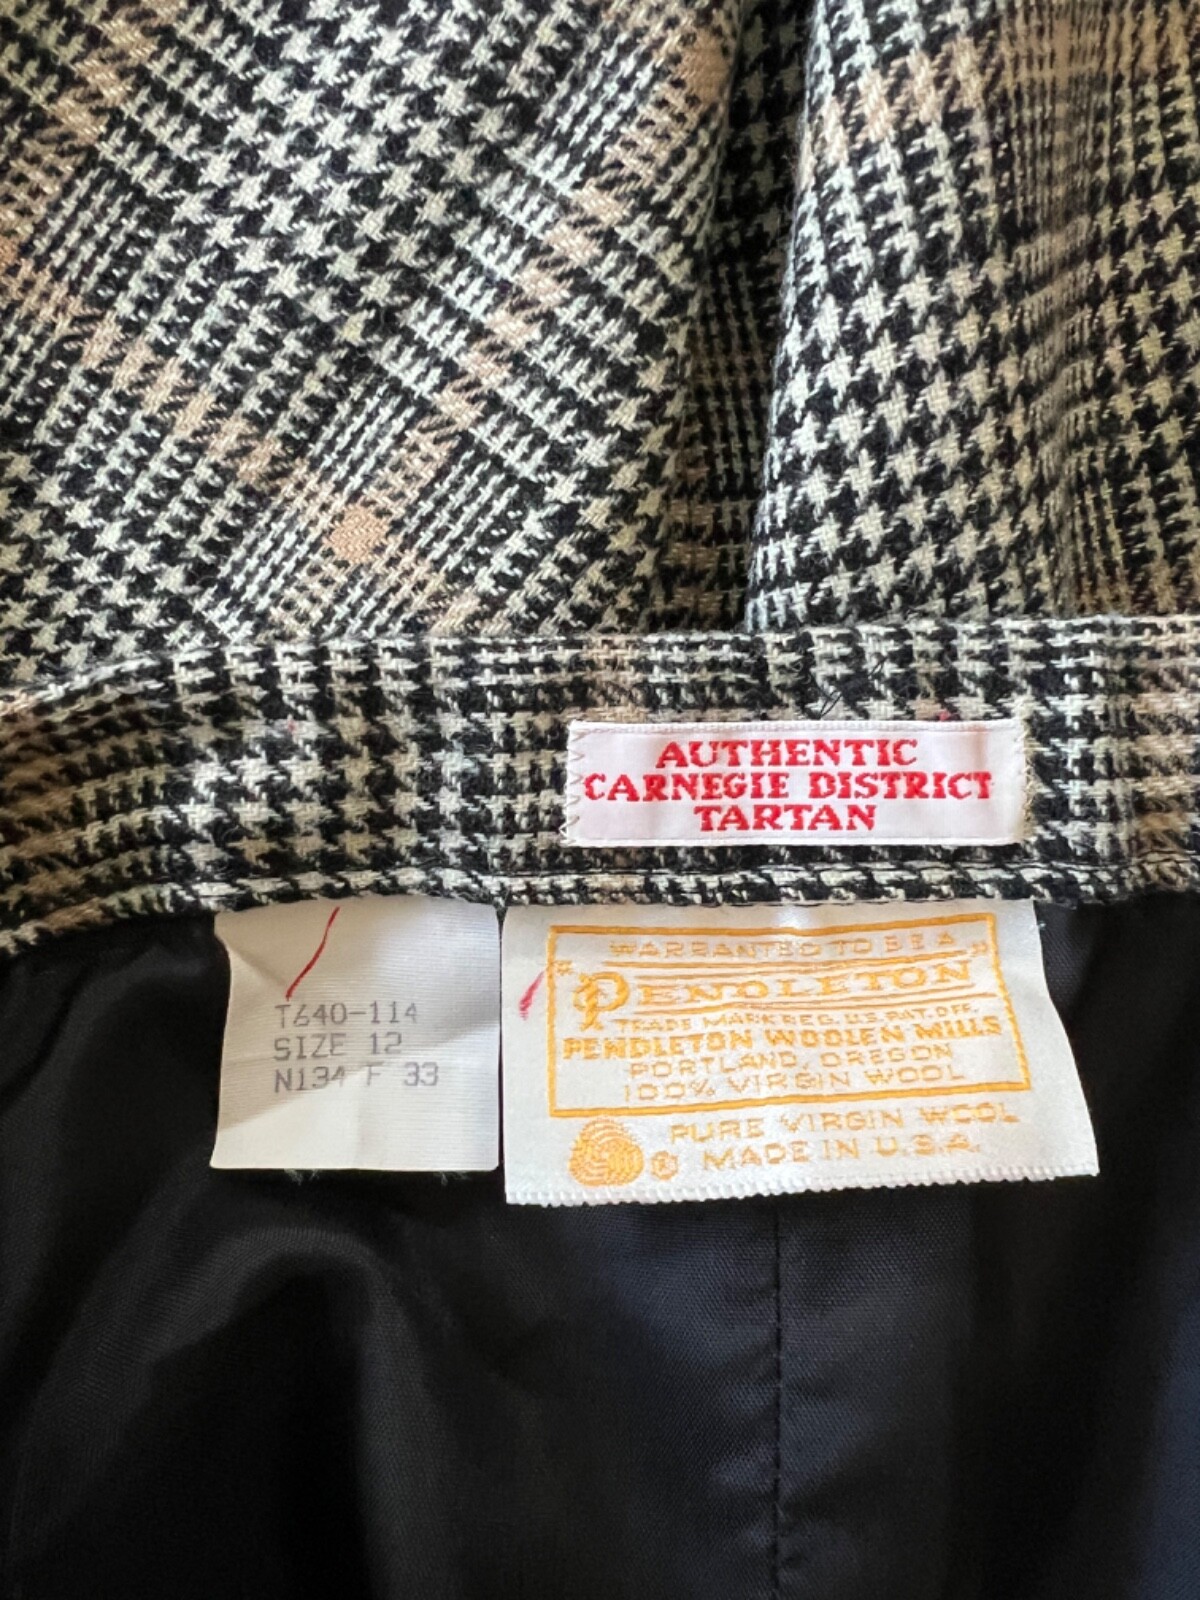 AUTHENTIC
CARNEGIE DISTRICT
TARTAN
T640-114
SIZE 12
N134 F 33
WARRANTED TO BE A
"PENDLETON"
TRADE MARK REG. U.S. PAT. OFF.
PENDLETON WOOLEN MILLS
PORTLAND, OREGON
100% VIRGIN WOOL
PURE VIRGIN WOOL
® MADE IN U.S.A.